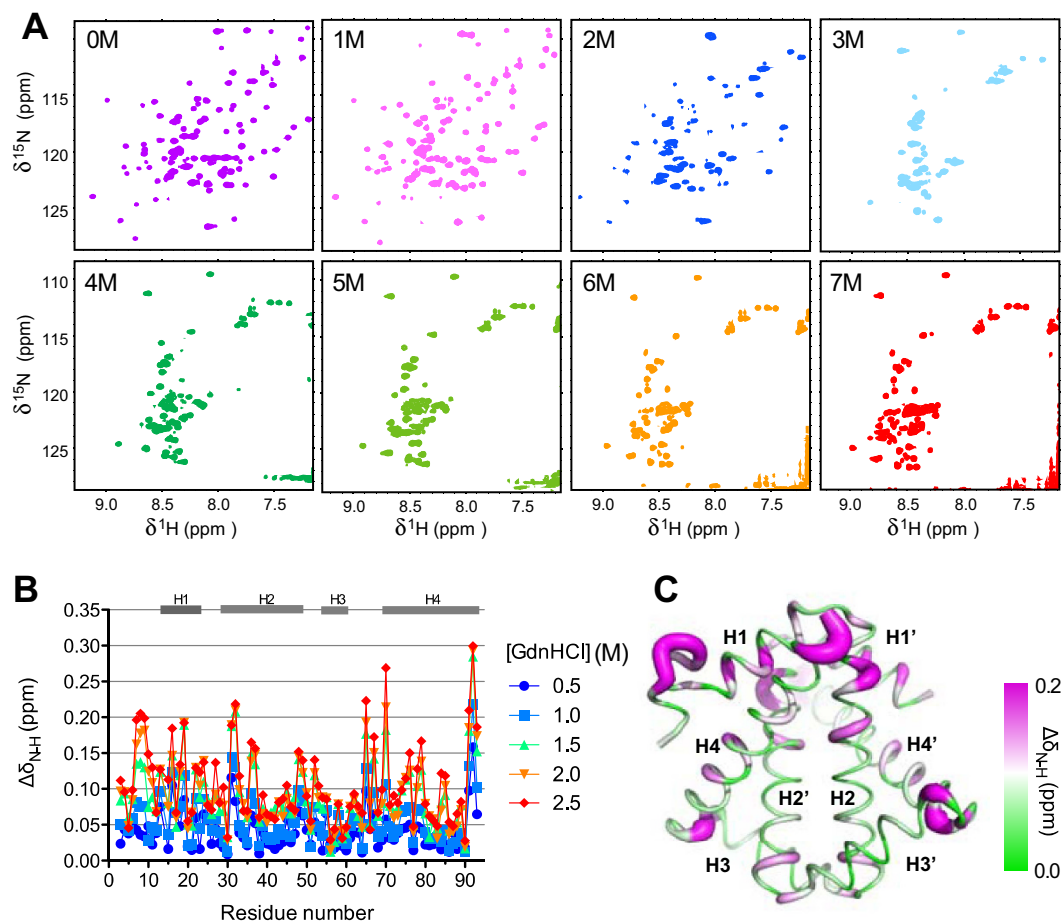 A
0M 1M 2M 3M
δ¹⁵N (ppm)
115
120
125
4M 5M 6M 7M
δ¹⁵N (ppm)
110
115
120
125
9.0 8.5 8.0 7.5 9.0 8.5 8.0 7.5 9.0 8.5 8.0 7.5 9.0 8.5 8.0 7.5
δ¹H (ppm) δ¹H (ppm) δ¹H (ppm) δ¹H (ppm)
B
H1 H2 H3 H4
ΔδNH (ppm)
0.35
0.30
0.25
0.20
0.15
0.10
0.05
0.00
0 10 20 30 40 50 60 70 80 90
Residue number
[GdnHCl] (M)
0.5
1.0
1.5
2.0
2.5
C
H1 H1’
H4 H4’
H2’ H2
H3 H3’
0.2
ΔδN-H (ppm)
0.0